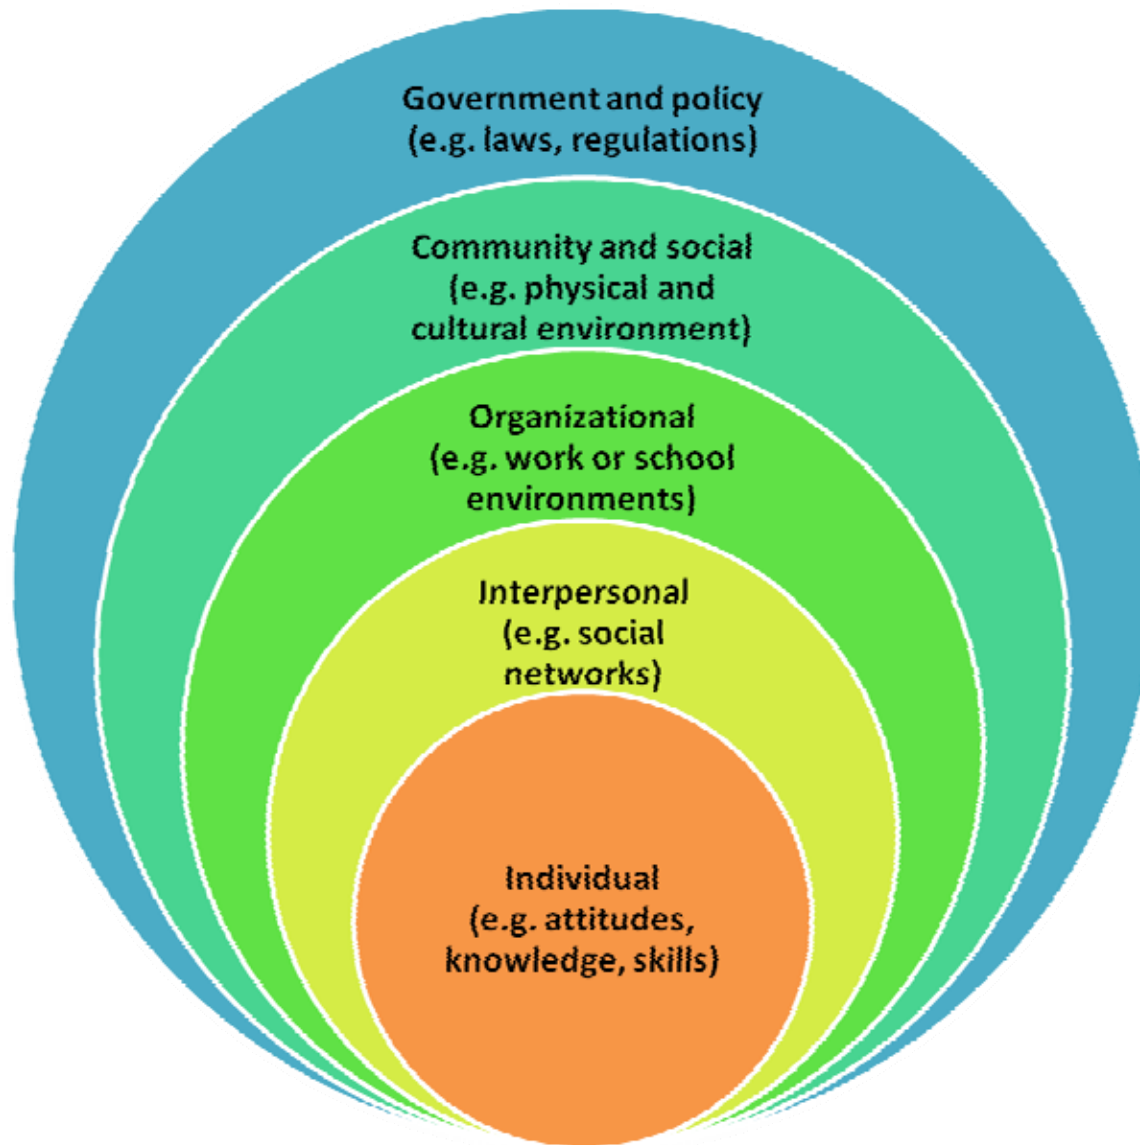 Government and policy
(e.g. laws, regulations)
Community and social
(e.g. physical and
cultural environment)
Organizational
(e.g. work or school
environments)
Interpersonal
(e.g. social
networks)
Individual
(e.g. attitudes,
knowledge, skills)